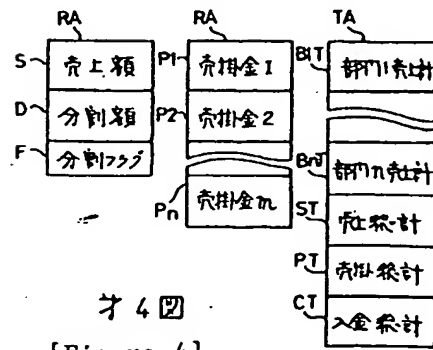 RA
S 売上額
D 分割額
F 分割フラグ
RA
P1 売掛金1
P2 売掛金2
Pn 売掛金m
TA
B1T 部門1売上計
BnT 部門n売上計
ST 売上総計
PT 売掛総計
CT 入金総計
才4図
[Figure 4]